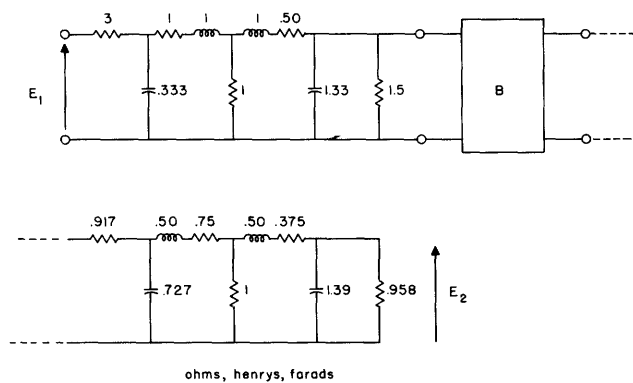 3 1 1 1 .50
E1 .333 1 1.33 1.5 B
.917 .50 .75 .50 .375
.727 1 1.39 .958 E2
ohms, henrys, farads